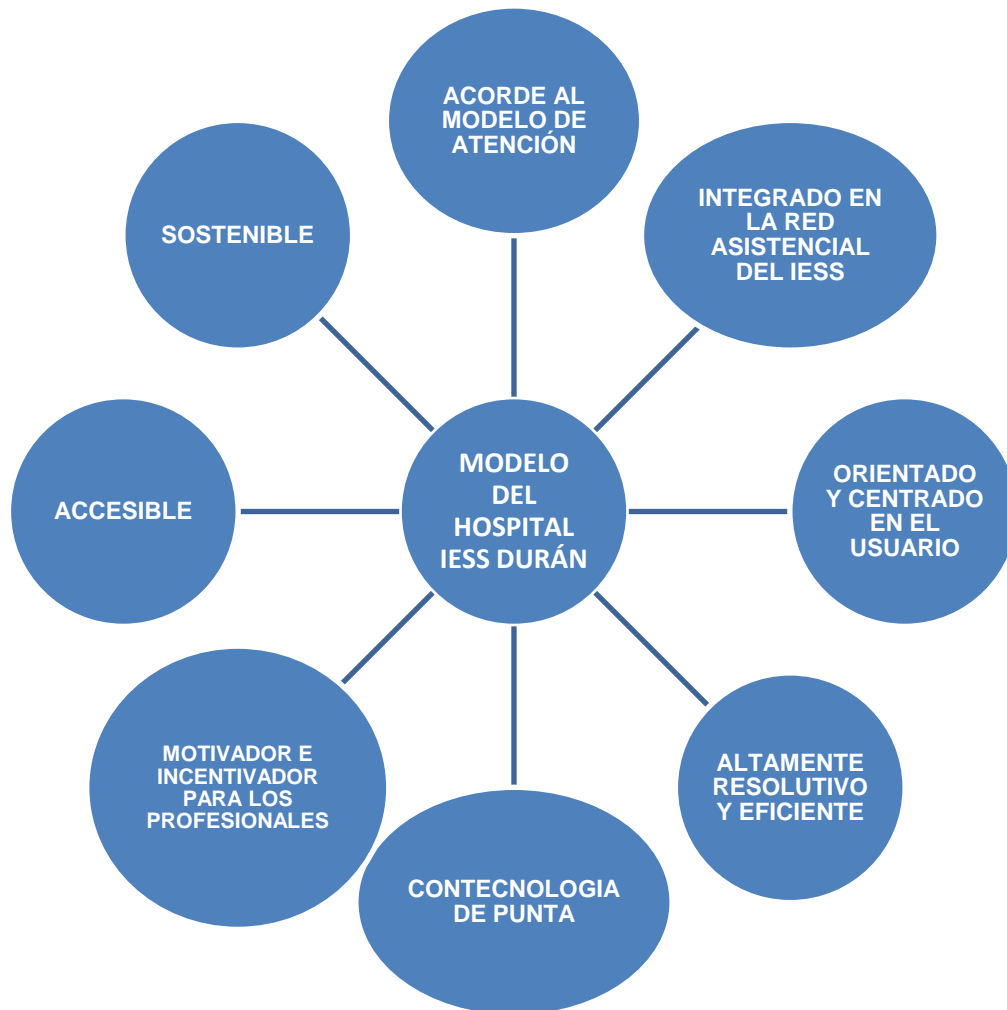 ACORDE AL
MODELO DE
ATENCIÓN
INTEGRADO EN
LA RED
ASISTENCIAL
DEL IESS
SOSTENIBLE
MODELO
DEL
HOSPITAL
IESS DURÁN
ORIENTADO
Y CENTRADO
EN EL
USUARIO
ACCESIBLE
ALTAMENTE
RESOLUTIVO
Y EFICIENTE
MOTIVADOR E
INCENTIVADOR
PARA LOS
PROFESIONALES
CONTECNOLOGIA
DE PUNTA